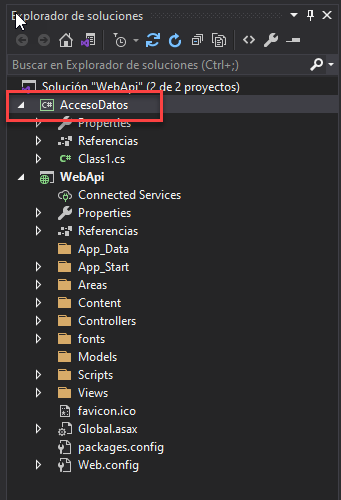 Explorador de soluciones
Buscar en Explorador de soluciones (Ctrl+;)
Solución "WebApi" (2 de 2 proyectos)
C# AccesoDatos
Properties
Referencias
C# Class1.cs
WebApi
Connected Services
Properties
Referencias
App_Data
App_Start
Areas
Content
Controllers
fonts
Models
Scripts
Views
favicon.ico
Global.asax
packages.config
Web.config